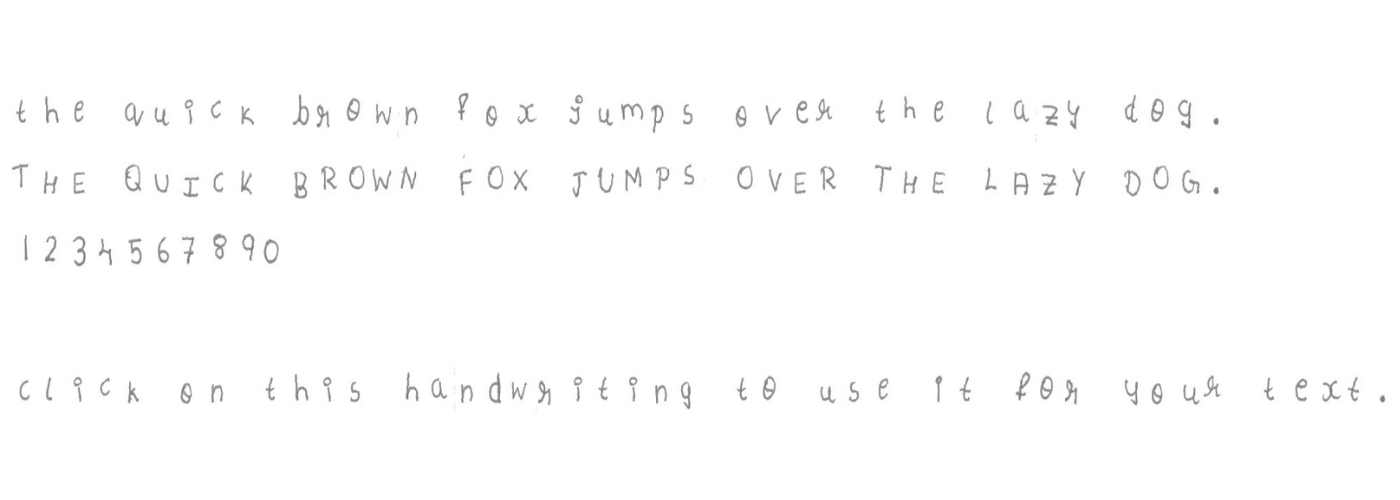 the quick brown fox jumps over the lazy dog.
THE QUICK BROWN FOX JUMPS OVER THE LAZY DOG.
1234567890
click on this handwriting to use it for your text.